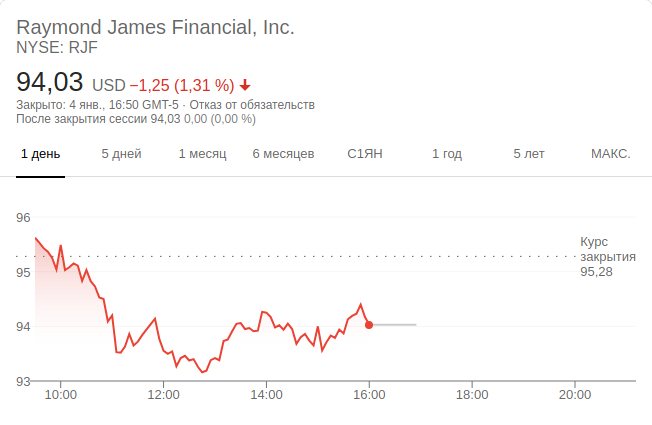 Raymond James Financial, Inc.
NYSE: RJF
94,03 USD −1,25 (1,31 %)
Закрыто: 4 янв., 16:50 GMT-5 · Отказ от обязательств
После закрытия сессии 94,03 0,00 (0,00 %)
1 день 5 дней 1 месяц 6 месяцев С1ЯН 1 год 5 лет МАКС.
96
Курс
закрытия
95,28
95
94
93
10:00 12:00 14:00 16:00 18:00 20:00